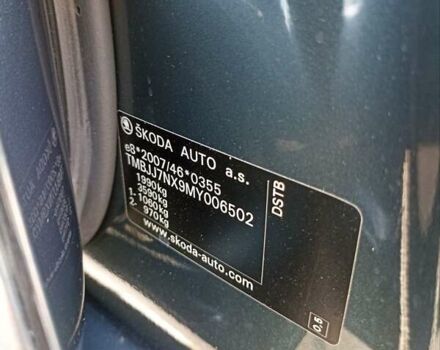 ŠKODA AUTO a.s.
e8*2007/46*0355
TMBJJ7NX9MY006502
1990kg
3590kg
1. 1060kg
2. 970kg
DSTB
www.skoda-auto.com
0.5